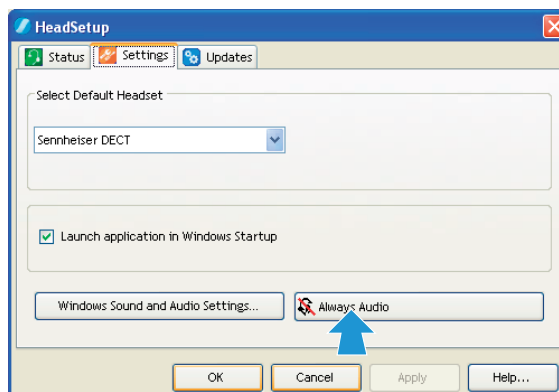 HeadSetup
Status Settings Updates
Select Default Headset
Sennheiser DECT
Launch application in Windows Startup
Windows Sound and Audio Settings... Always Audio
OK Cancel Apply Help...